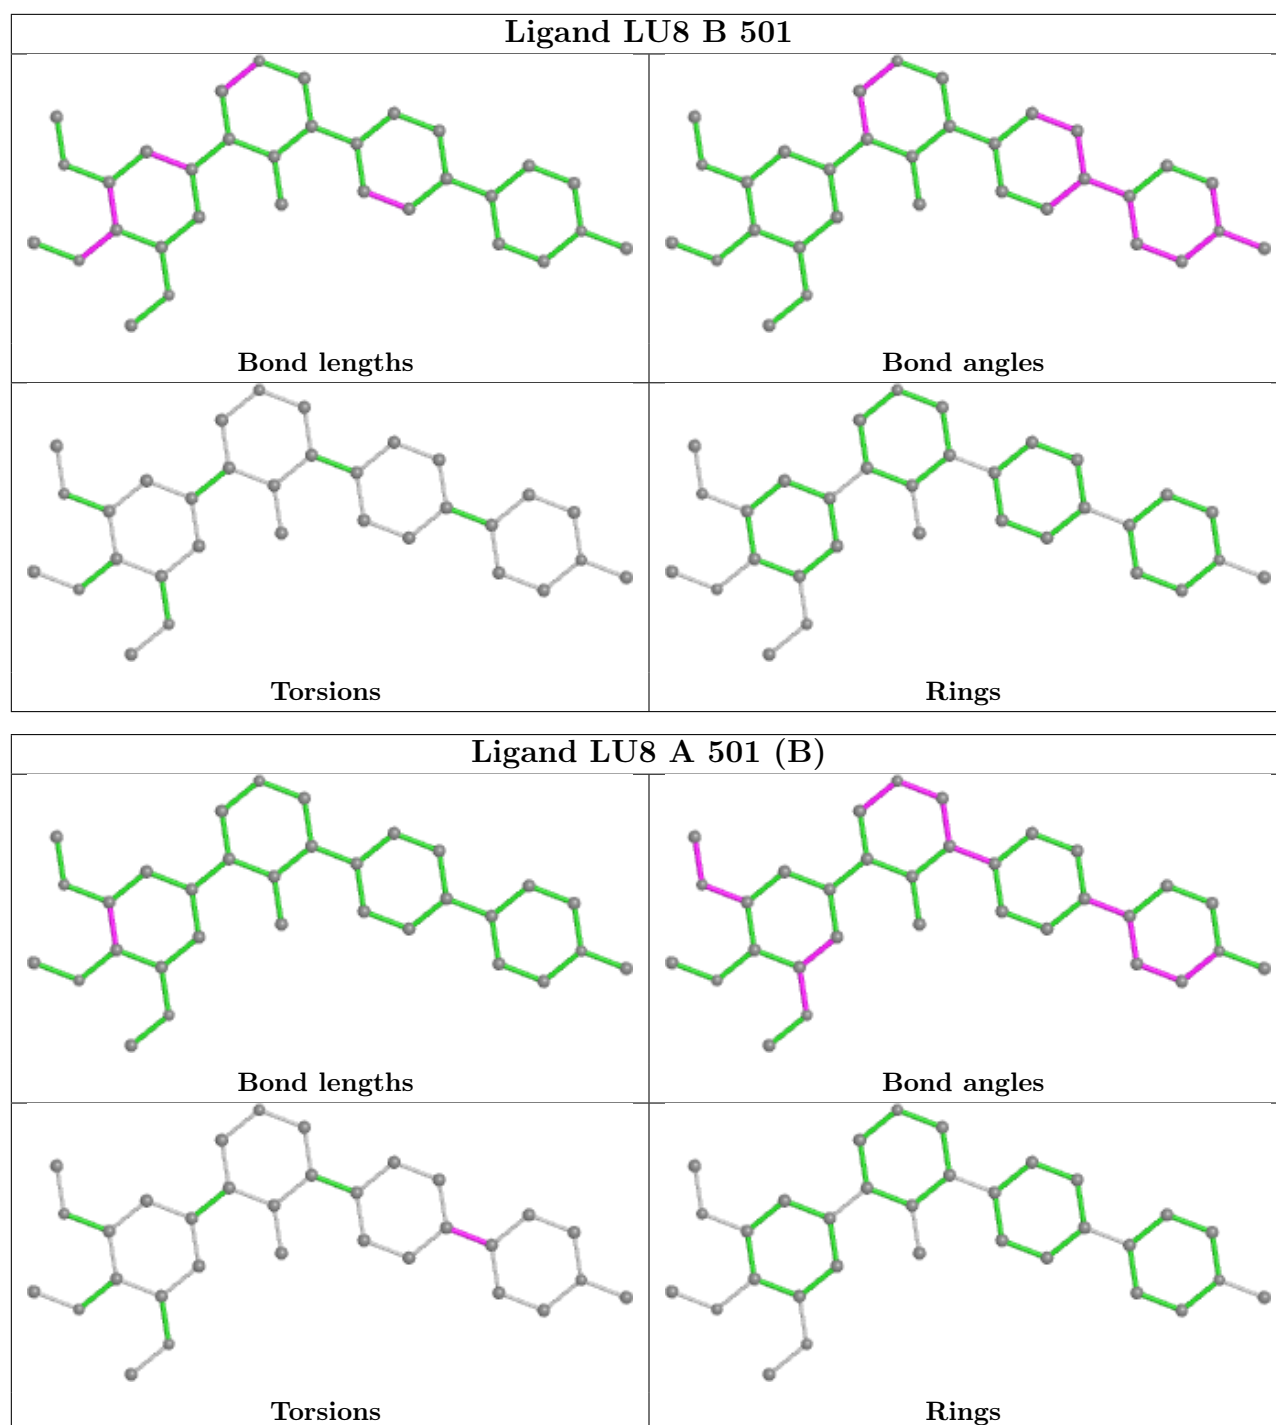 Ligand LU8 B 501
Bond lengths
Bond angles
Torsions
Rings
Ligand LU8 A 501 (B)
Bond lengths
Bond angles
Torsions
Rings